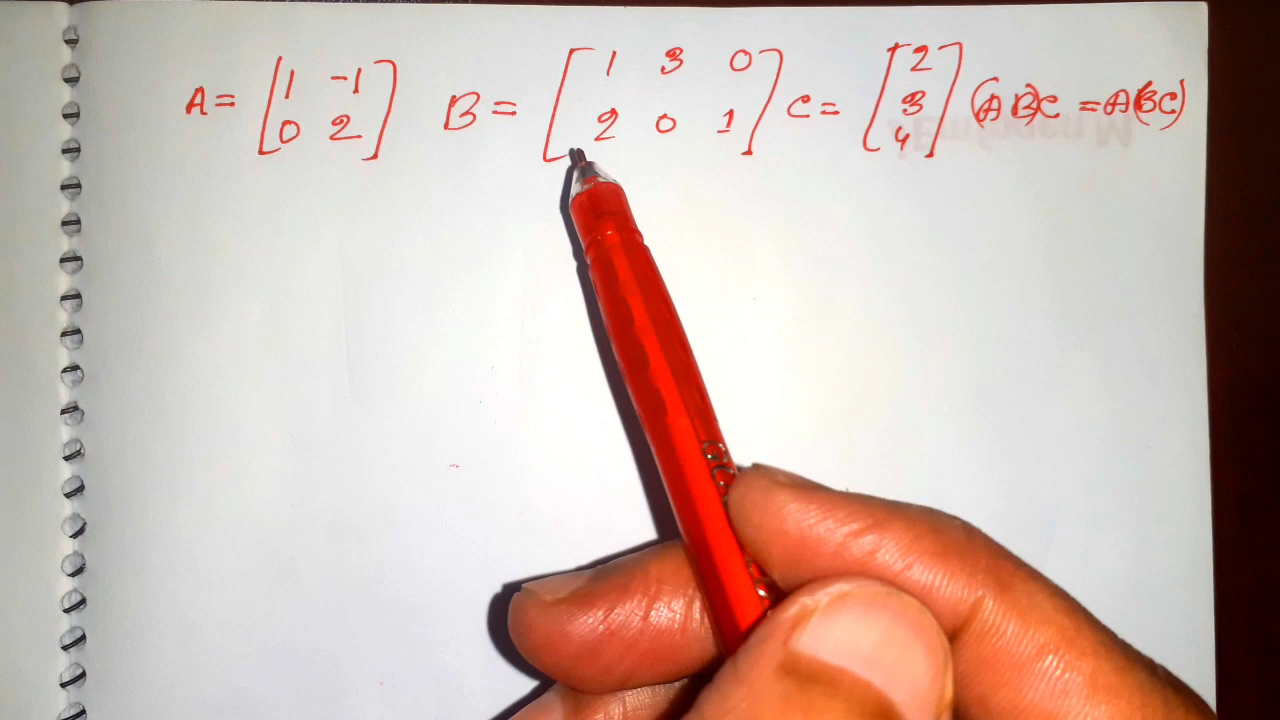 A = [1 -1 0 2] B = [1 3 0 2 0 1] C = [2 3 4] (AB)C = A(BC)